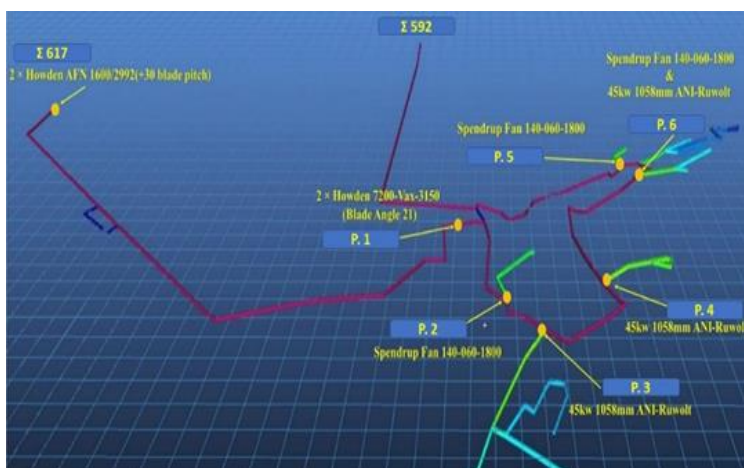 Σ 617
2 × Howden AFN 1600/2992(+30 blade pitch)
Σ 592
Spendrup Fan 140-060-1800
&
45kw 1058mm ANI-Ruwolt
P. 6
Spendrup Fan 140-060-1800
P. 5
2 × Howden 7200-Vax-3150
(Blade Angle 21)
P. 1
P. 4
45kw 1058mm ANI-Ruwolt
P. 2
Spendrup Fan 140-060-1800
P. 3
45kw 1058mm ANI-Ruwolt